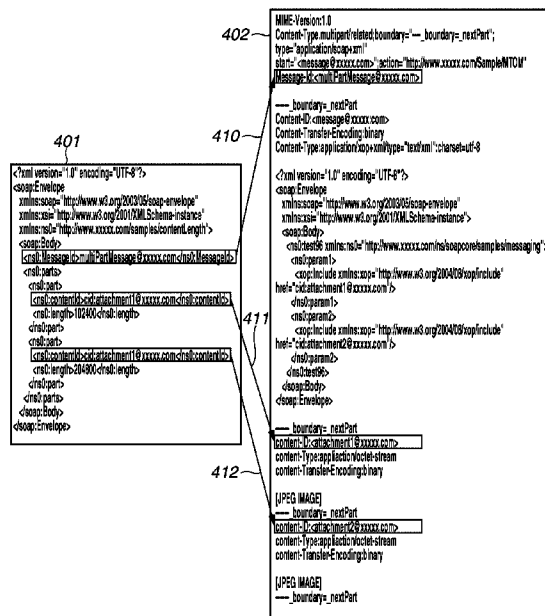 401
<?xml version="1.0" encoding="UTF-8"?>
<soap:Envelope
xmlns:soap="http://www.w3.org/2003/05/soap-envelope"
xmlns:xsi="http://www.w3.org/2001/XMLSchema-instance"
xmlns:ns0="http://www.xxxxx.com/samples/contentLength">
<soap:Body>
<ns0:MessageId>multiPartMessage@xxxxx.com</ns0:MessageId>
<ns0:parts>
<ns0:part>
<ns0:contentId>cid:attachment1@xxxxx.com</ns0:contentId>
<ns0:length>102400</ns0:length>
</ns0:part>
<ns0:part>
<ns0:contentId>cid:attachment1@xxxxx.com</ns0:contentId>
<ns0:length>204800</ns0:length>
</ns0:part>
</ns0:parts>
</soap:Body>
</soap:Envelope>
410
411
412
402
MIME-Version:1.0
Content-Type:multipart/related;boundary="----_boundary=_nextPart";
type="application/soap+xml"
start="<message@xxxxx.com>";action="http://www.xxxxx.com/Sample/MTOM"
Message-Id:<multiPartMessage@xxxxx.com>
----_boundary=_nextPart
Content-ID:<message@xxxxx:com>
Content-Transfer-Encoding:binary
Content-Type:application/xop+xml/type="text/xml";charset=utf-8
<?xml version="1.0" encoding="UTF-8"?>
<soap:Envelope
xmlns:soap="http://www.w3.org/2003/05/soap-envelope"
xmlns:xsi="http://www.w3.org/2001/XMLSchema-instance">
<soap:Body>
<ns0:test96 xmlns:ns0="http://www.xxxxx.com/ns/soapcore/samples/messaging":
<ns0:param1>
<xop:Include xmlns:xop="http://www.w3.org/2004/08/xop/include"
href="cid:attachment1@xxxxx.com"/>
</ns0:param1>
<ns0:param2>
<xop:Include xmlns:xop="http://www.w3.org/2004/08/xop/include"
href="cid:attachment2@xxxxx.com"/>
</ns0:param2>
</ns0:test96>
</soap:Body>
</soap:Envelope>
----_boundary=_nextPart
content-ID:<attachment1@xxxxx.com>
content-Type:appliaction/octet-stream
content-Transfer-Encoding:binary
[JPEG IMAGE]
----_boundary=_nextPart
content-ID:<attachment2@xxxxx.com>
content-Type:appliaction/octet-stream
content-Transfer-Encoding:binary
[JPEG IMAGE]
----_boundary=_nextPart